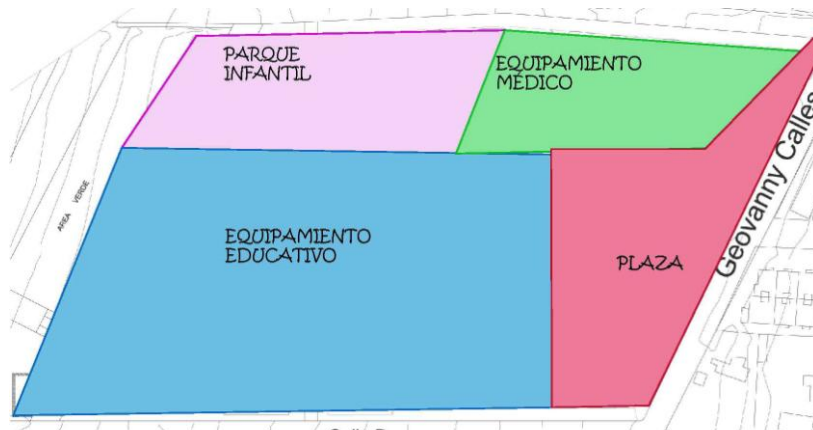 PARQUE
INFANTIL
EQUIPAMIENTO
MÉDICO
AREA VERDE
EQUIPAMIENTO
EDUCATIVO
PLAZA
Geovanny Calles